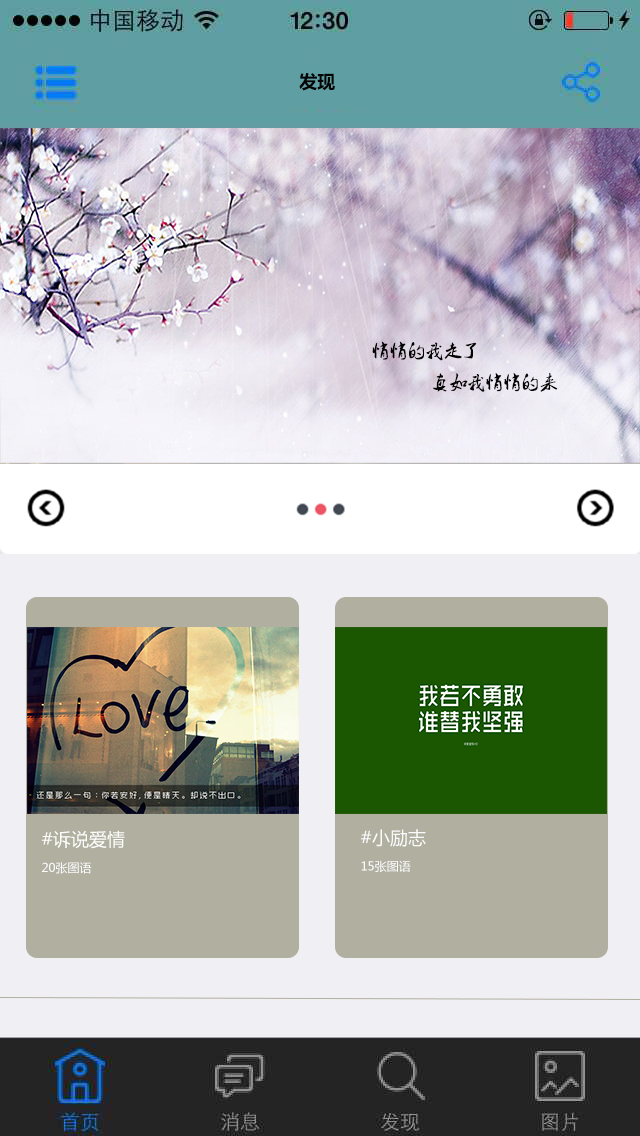 中国移动
12:30
发现
悄悄的我走了
真如我悄悄的来
LOVE
还是那么一句：你若安好，便是晴天。却说不出口。
我若不勇敢
谁替我坚强
#诉说爱情
20张图语
#小励志
15张图语
首页
消息
发现
图片